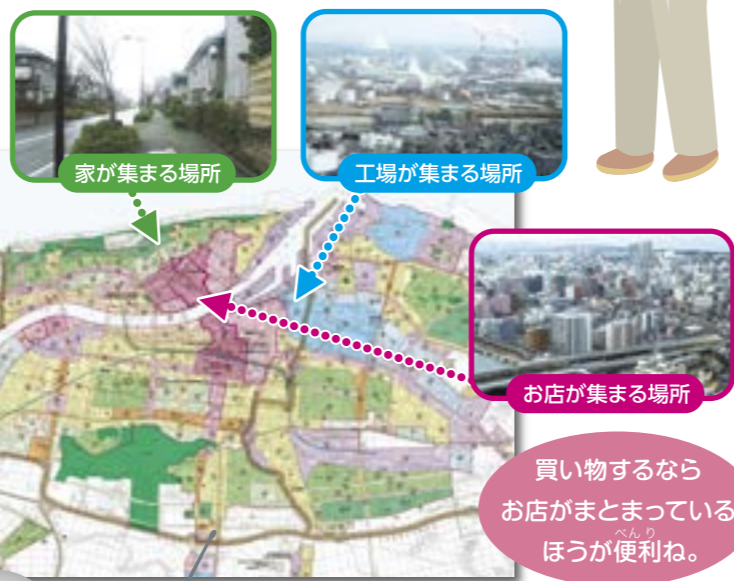 家が集まる場所
工場が集まる場所
お店が集まる場所
買い物するなら
お店がまとまっている
ほうが便利ね。
べんり